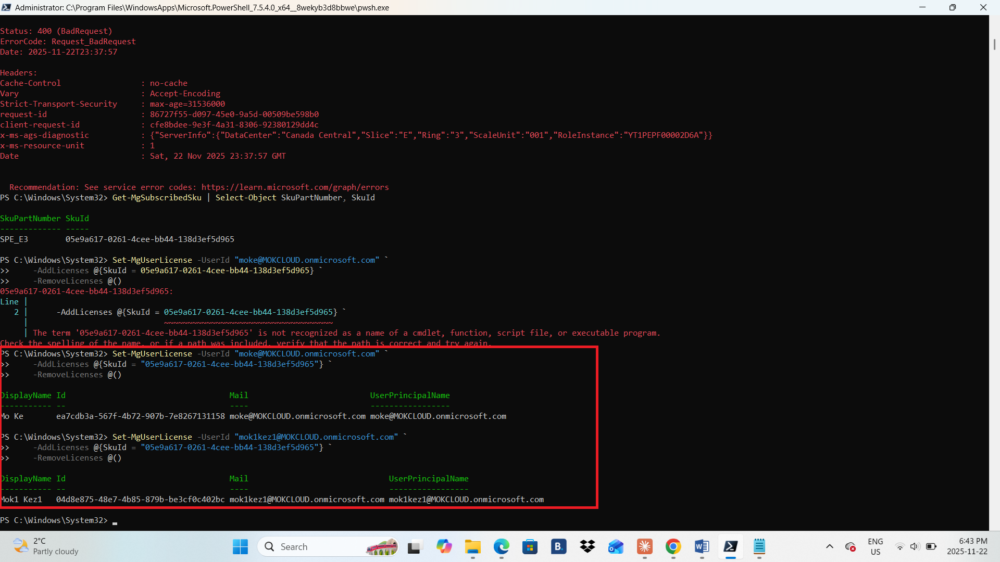 Administrator: C:\Program Files\WindowsApps\Microsoft.PowerShell_7.5.4.0_x64__8wekyb3d8bbwe\pwsh.exe
Status: 400 (BadRequest)
ErrorCode: Request_BadRequest
Date: 2025-11-22T23:37:57
Headers:
Cache-Control                 : no-cache
Vary                          : Accept-Encoding
Strict-Transport-Security     : max-age=31536000
request-id                    : 86727f55-d097-45e0-9a5d-00509be598b0
client-request-id             : cfe8bdee-9e3f-4a31-8306-92380129dd4c
x-ms-ags-diagnostic           : {"ServerInfo":{"DataCenter":"Canada Central","Slice":"E","Ring":"3","ScaleUnit":"001","RoleInstance":"YT1PEPF00002D6A"}}
x-ms-resource-unit            : 1
Date                          : Sat, 22 Nov 2025 23:37:57 GMT
  Recommendation: See service error codes: https://learn.microsoft.com/graph/errors
PS C:\Windows\System32> Get-MgSubscribedSku | Select-Object SkuPartNumber, SkuId
SkuPartNumber SkuId
------------- -----
SPE_E3        05e9a617-0261-4cee-bb44-138d3ef5d965
PS C:\Windows\System32> Set-MgUserLicense -UserId "moke@MOKCLOUD.onmicrosoft.com" `
>>     -AddLicenses @{SkuId = 05e9a617-0261-4cee-bb44-138d3ef5d965} `
>>     -RemoveLicenses @()
05e9a617-0261-4cee-bb44-138d3ef5d965:
Line |
   2 |      -AddLicenses @{SkuId = 05e9a617-0261-4cee-bb44-138d3ef5d965} `
     |                             ~~~~~~~~~~~~~~~~~~~~~~~~~~~~~~~~~~~~
     | The term '05e9a617-0261-4cee-bb44-138d3ef5d965' is not recognized as a name of a cmdlet, function, script file, or executable program.
Check the spelling of the name, or if a path was included, verify that the path is correct and try again.
PS C:\Windows\System32> Set-MgUserLicense -UserId "moke@MOKCLOUD.onmicrosoft.com" `
>>     -AddLicenses @{SkuId = "05e9a617-0261-4cee-bb44-138d3ef5d965"} `
>>     -RemoveLicenses @()
DisplayName Id                                   Mail                          UserPrincipalName
----------- --                                   ----                          -----------------
Mo Ke       ea7cdb3a-567f-4b72-907b-7e8267131158 moke@MOKCLOUD.onmicrosoft.com moke@MOKCLOUD.onmicrosoft.com
PS C:\Windows\System32> Set-MgUserLicense -UserId "mok1kez1@MOKCLOUD.onmicrosoft.com" `
>>     -AddLicenses @{SkuId = "05e9a617-0261-4cee-bb44-138d3ef5d965"} `
>>     -RemoveLicenses @()
DisplayName Id                                   Mail                              UserPrincipalName
----------- --                                   ----                              -----------------
Mok1 Kez1   04d8e875-48e7-4b85-879b-be3cf0c402bc mok1kez1@MOKCLOUD.onmicrosoft.com mok1kez1@MOKCLOUD.onmicrosoft.com
PS C:\Windows\System32>
2°C
Partly cloudy
Search
B.
ENG
US
6:43 PM
2025-11-22